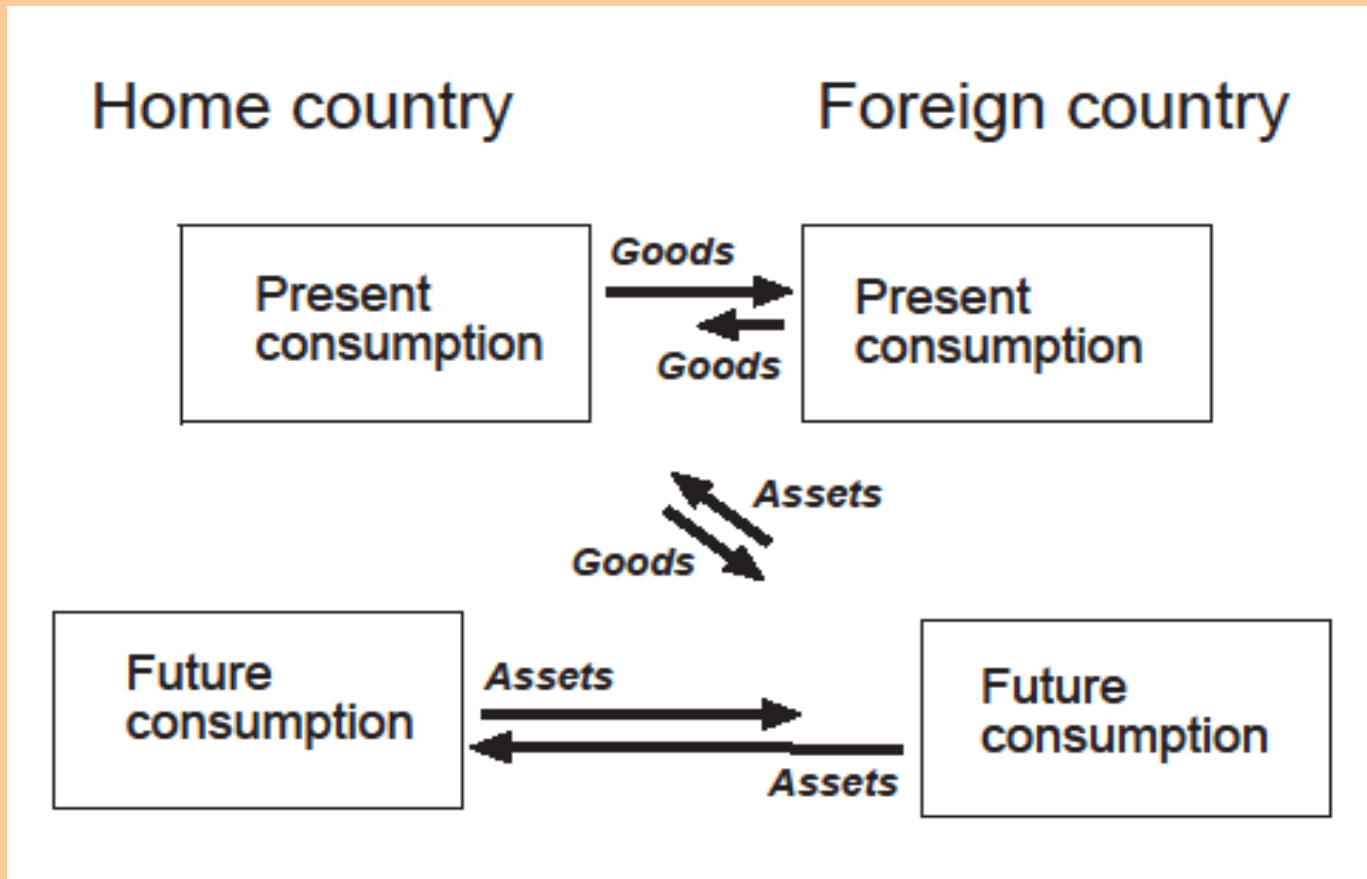 Home country
Foreign country
Goods
Present
consumption
Present
consumption
Goods
Assets
Goods
Future
consumption
Assets
Future
consumption
Assets